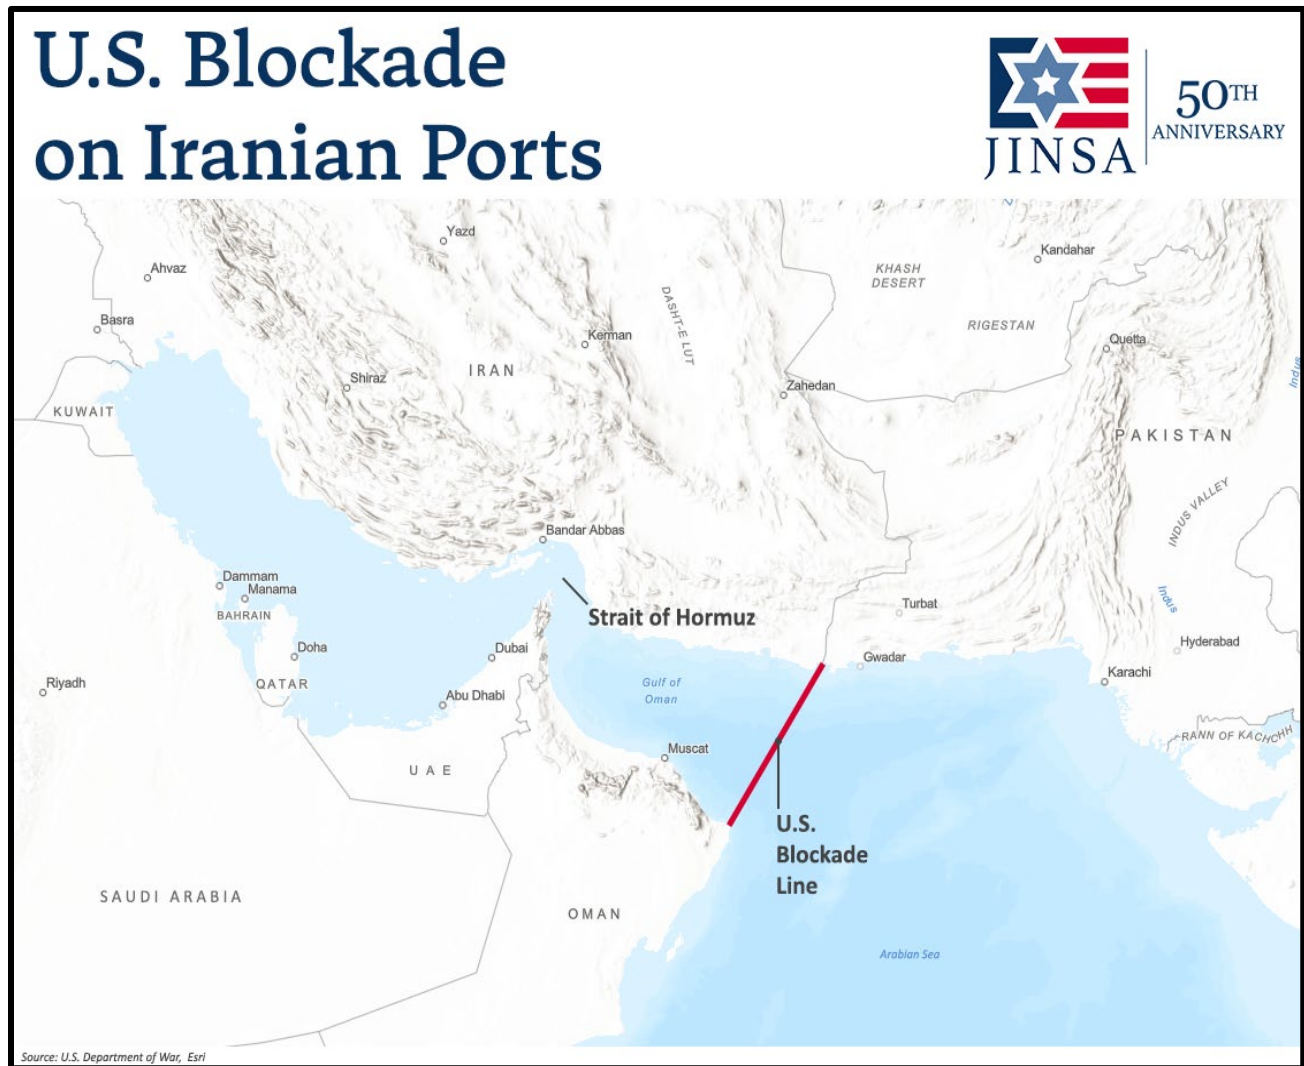 U.S. Blockade
on Iranian Ports
JINSA
50TH
ANNIVERSARY
Yazd
Kandahar
Ahvaz
KHASH
DESERT
Basra
RIGESTAN
DASHT-E LUT
Kerman
Quetta
IRAN
Shiraz
Zahedan
Indus
KUWAIT
PAKISTAN
INDUS VALLEY
Bandar Abbas
Dammam
Manama
BAHRAIN
Strait of Hormuz
Turbat
Indus
Hyderabad
Doha
Dubai
Gwadar
Karachi
Riyadh
QATAR
Abu Dhabi
Gulf of
Oman
Muscat
RANN OF KACHCHH
UAE
U.S.
Blockade
Line
SAUDI ARABIA
OMAN
Arabian Sea
Source: U.S. Department of War, Esri